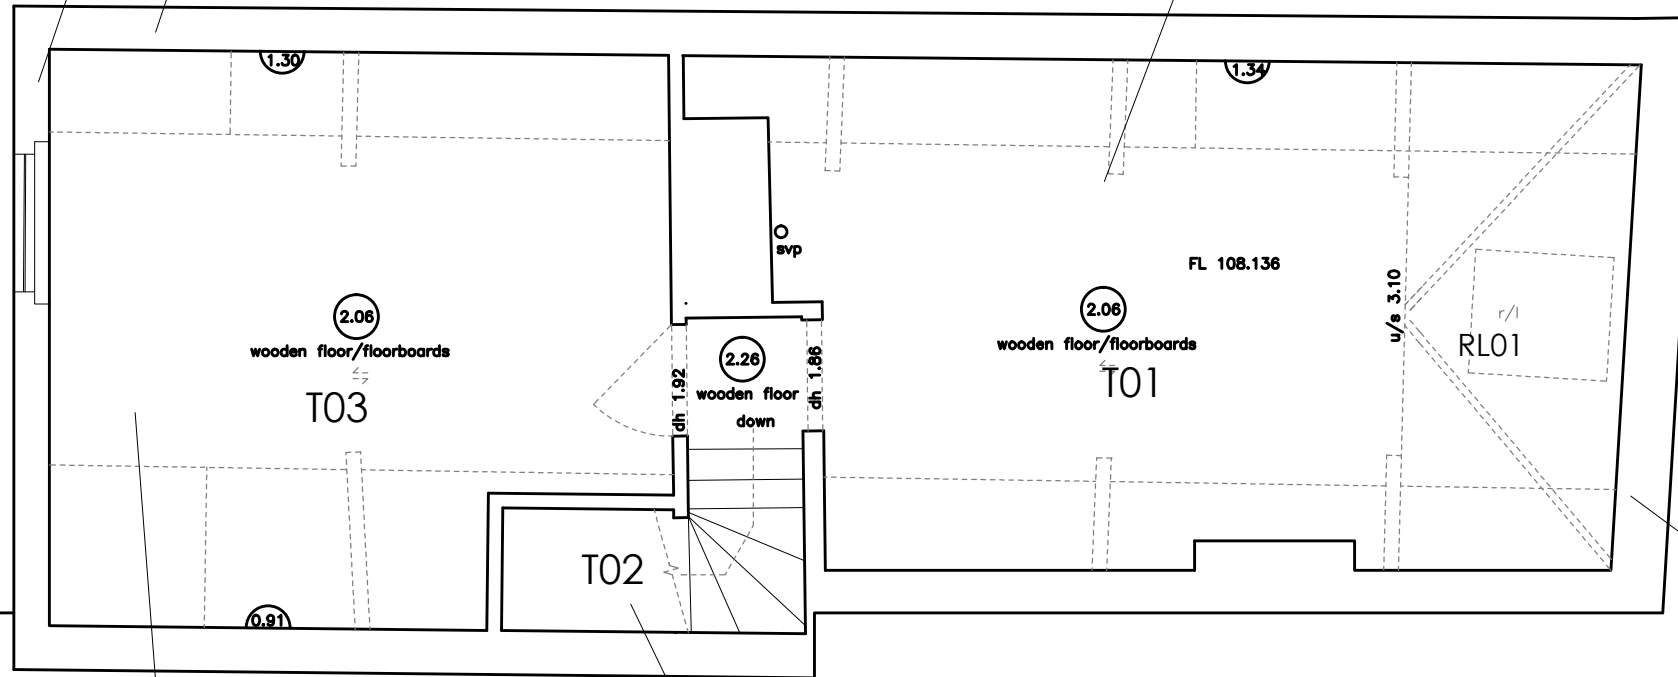 1.30
1.34
svp
FL 108.136
2.06
wooden floor/floorboards
T03
dh 1.92
2.26
wooden floor
down
dh 1.86
2.06
wooden floor/floorboards
T01
u/s 3.10
r/l
RL01
T02
0.91